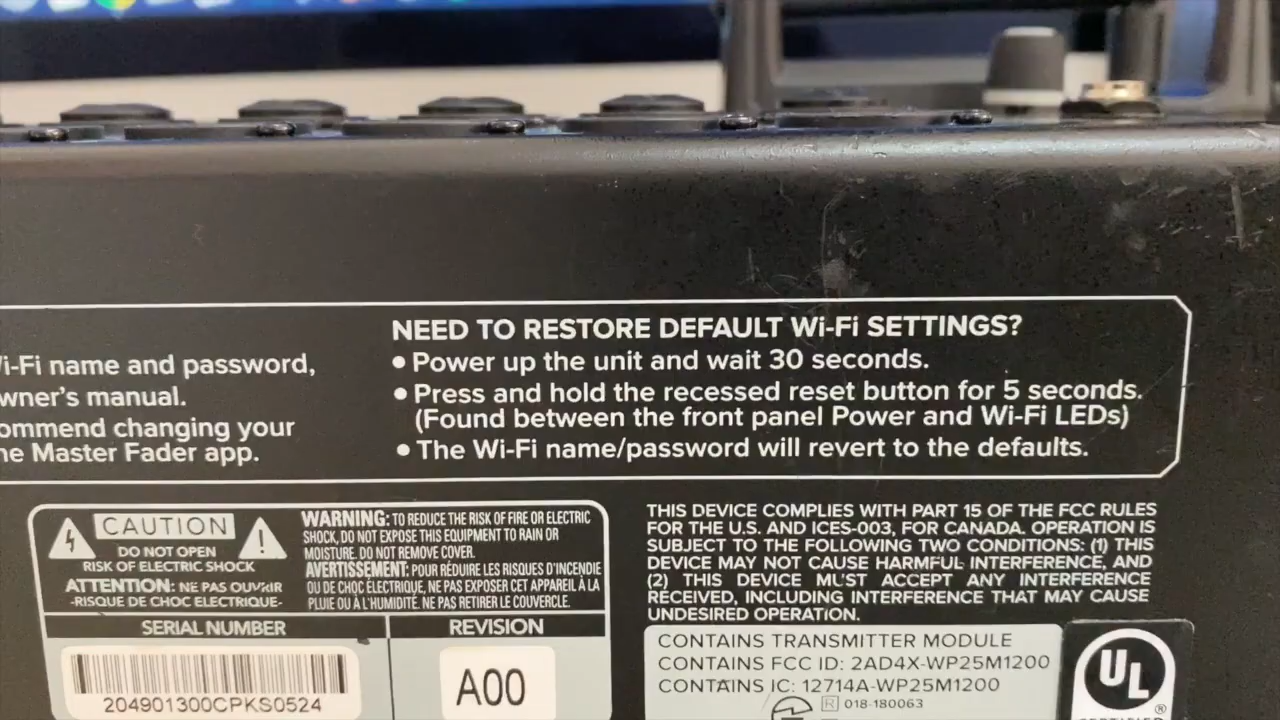 i-Fi name and password,
wner's manual.
ommend changing your
he Master Fader app.
NEED TO RESTORE DEFAULT Wi-Fi SETTINGS?
• Power up the unit and wait 30 seconds.
• Press and hold the recessed reset button for 5 seconds.
(Found between the front panel Power and Wi-Fi LEDs)
• The Wi-Fi name/password will revert to the defaults.
CAUTION
DO NOT OPEN
RISK OF ELECTRIC SHOCK
ATTENTION: NE PAS OUVRIR
-RISQUE DE CHOC ELECTRIQUE-
WARNING: TO REDUCE THE RISK OF FIRE OR ELECTRIC
SHOCK, DO NOT EXPOSE THIS EQUIPMENT TO RAIN OR
MOISTURE. DO NOT REMOVE COVER.
AVERTISSEMENT: POUR RÉDUIRE LES RISQUES D'INCENDIE
OU DE CHOC ÉLECTRIQUE, NE PAS EXPOSER CET APPAREIL À LA
PLUIE OU À L'HUMIDITÉ. NE PAS RETIRER LE COUVERCLE.
SERIAL NUMBER
204901300CPKS0524
REVISION
A00
THIS DEVICE COMPLIES WITH PART 15 OF THE FCC RULES
FOR THE U.S. AND ICES-003, FOR CANADA. OPERATION IS
SUBJECT TO THE FOLLOWING TWO CONDITIONS: (1) THIS
DEVICE MAY NOT CAUSE HARMFUL INTERFERENCE, AND
(2) THIS DEVICE MUST ACCEPT ANY INTERFERENCE
RECEIVED, INCLUDING INTERFERENCE THAT MAY CAUSE
UNDESIRED OPERATION.
CONTAINS TRANSMITTER MODULE
CONTAINS FCC ID: 2AD4X-WP25M1200
CONTAINS IC: 12714A-WP25M1200
R 018-180063
UL
®